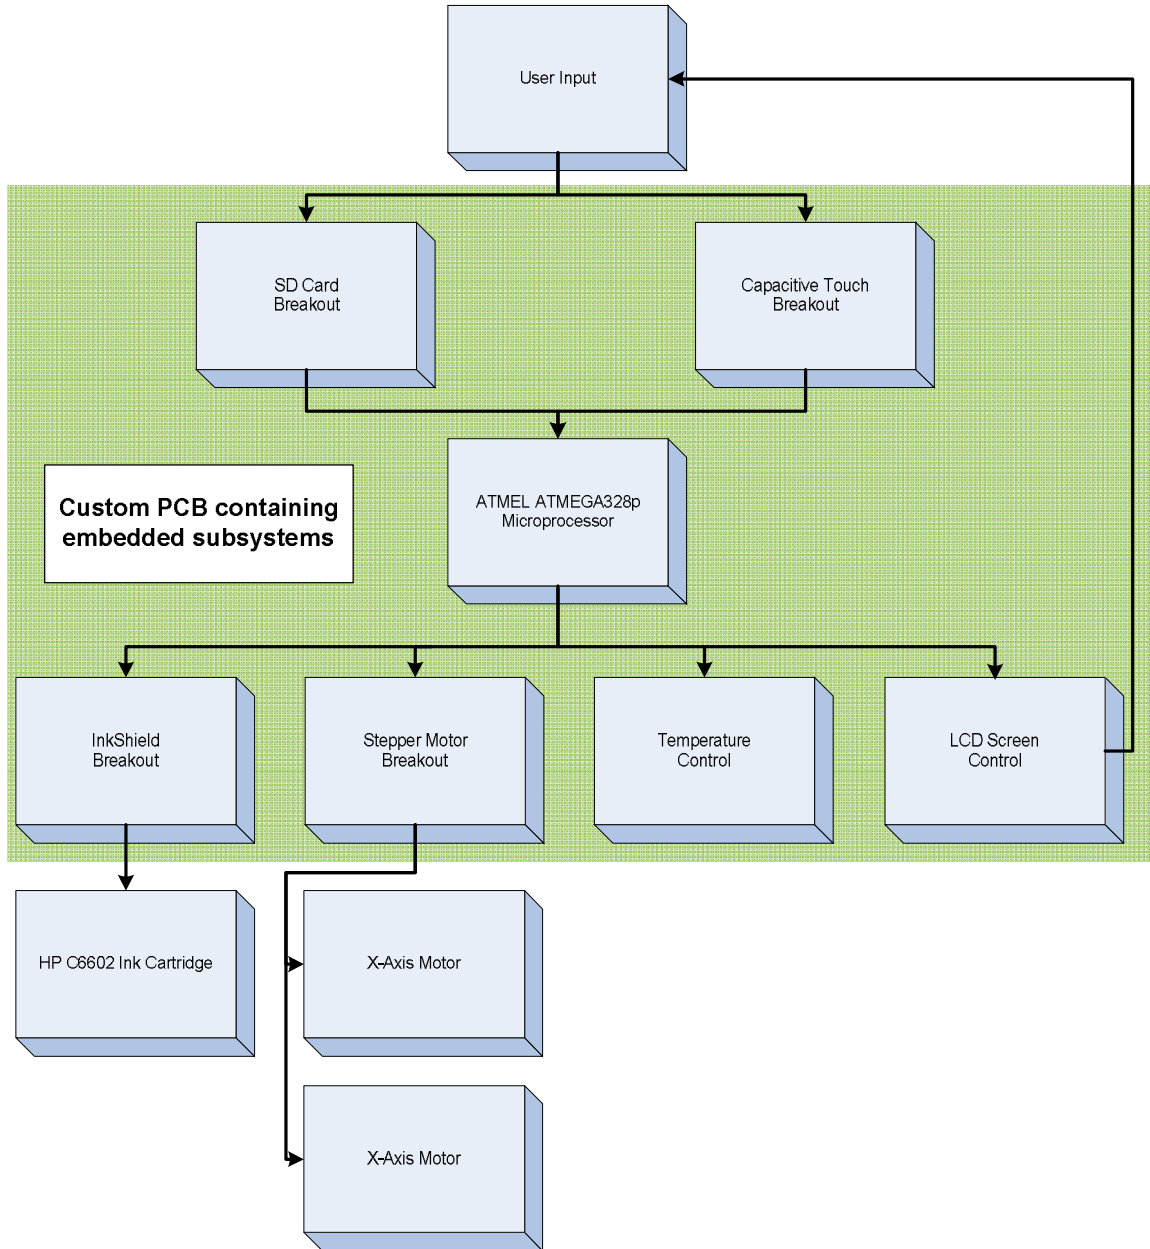 User Input
SD Card
Breakout
Capacitive Touch
Breakout
ATMEL ATMEGA328p
Microprocessor
Custom PCB containing
embedded subsystems
InkShield
Breakout
Stepper Motor
Breakout
Temperature
Control
LCD Screen
Control
HP C6602 Ink Cartridge
X-Axis Motor
X-Axis Motor